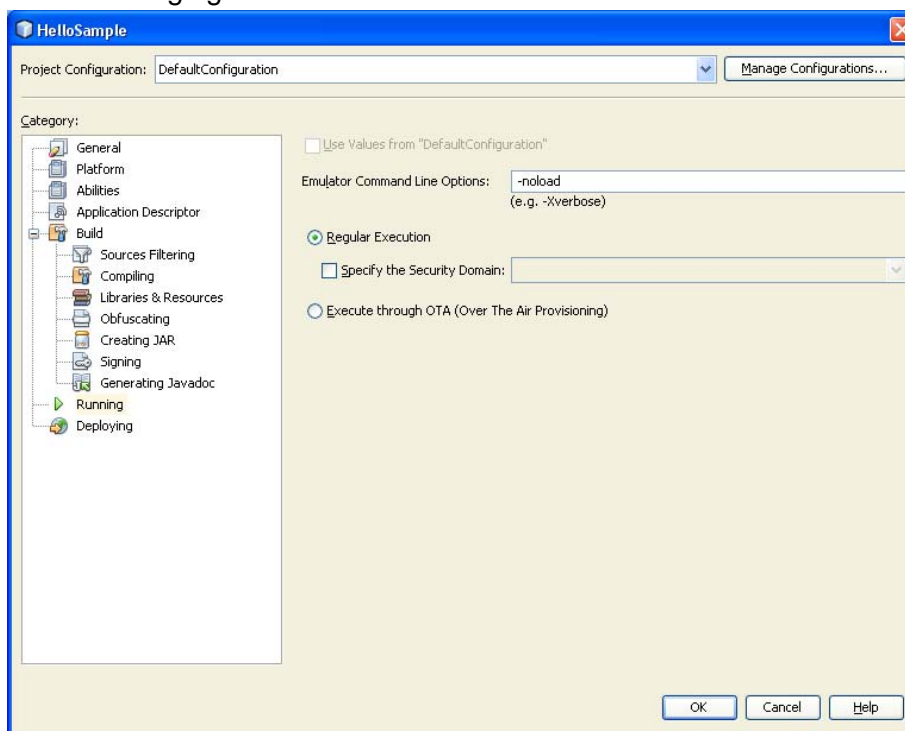 HelloSample
Project Configuration: DefaultConfiguration Manage Configurations...
Category:
General
Platform
Abilities
Application Descriptor
Build
Sources Filtering
Compiling
Libraries & Resources
Obfuscating
Creating JAR
Signing
Generating Javadoc
Running
Deploying
Use Values from "DefaultConfiguration"
Emulator Command Line Options: -noload
(e.g. -Xverbose)
Regular Execution
Specify the Security Domain:
Execute through OTA (Over The Air Provisioning)
OK Cancel Help